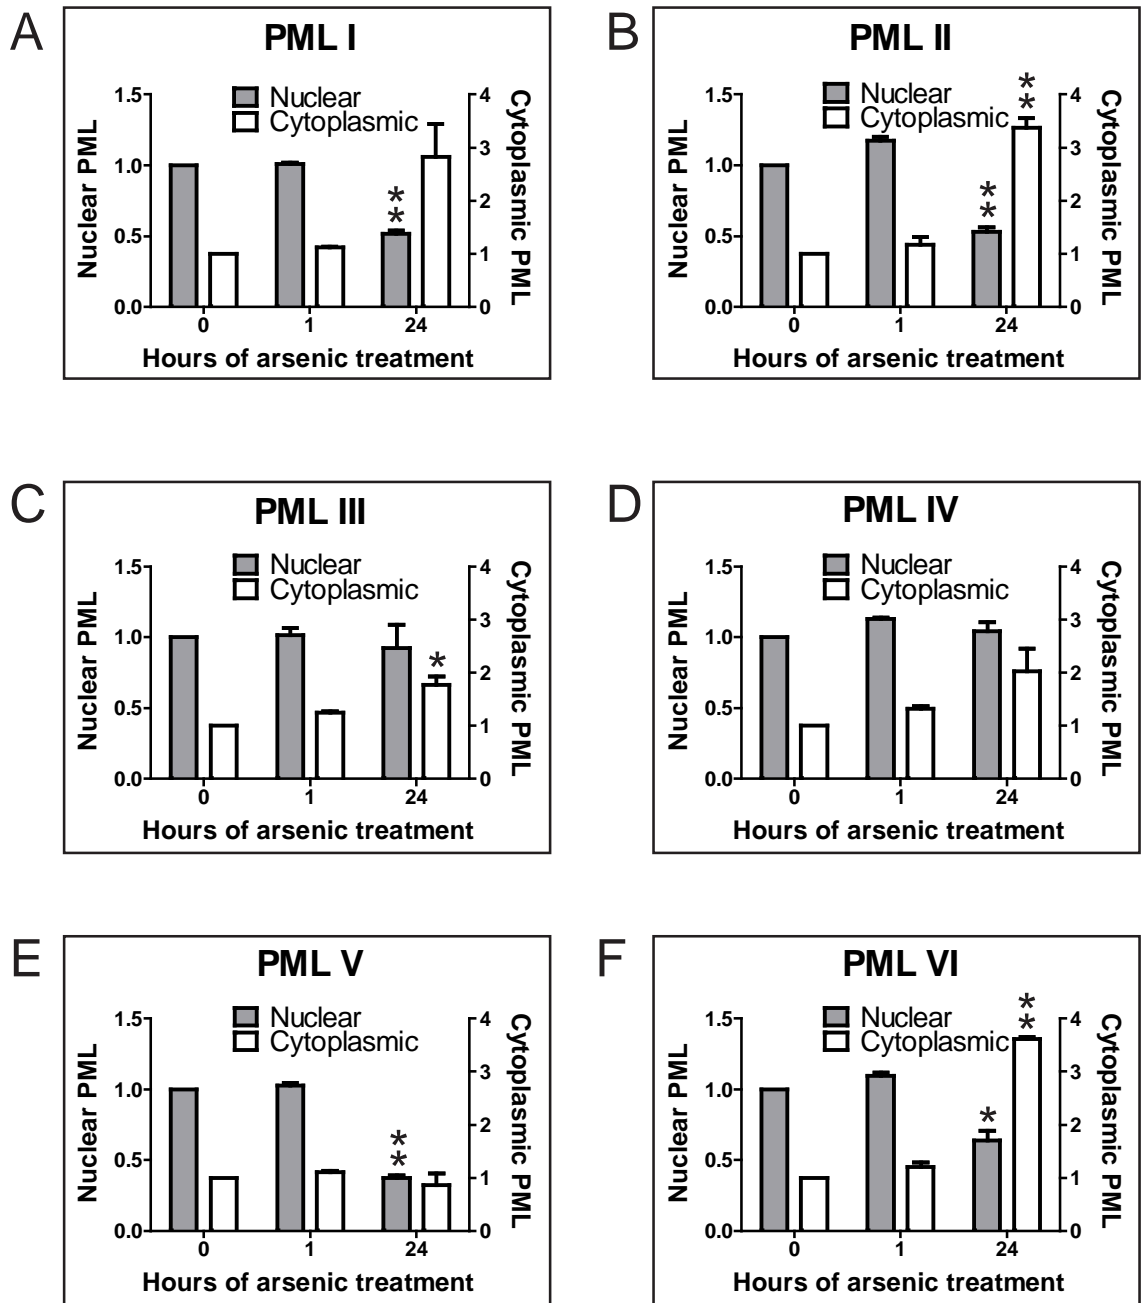 A
PML I
Nuclear
Cytoplasmic
Nuclear PML
1.5
1.0
0.5
0.0
Cytoplasmic PML
4
3
2
1
0
*
*
0 1 24
Hours of arsenic treatment
B
PML II
Nuclear
Cytoplasmic
Nuclear PML
1.5
1.0
0.5
0.0
Cytoplasmic PML
4
3
2
1
0
*
*
*
*
0 1 24
Hours of arsenic treatment
C
PML III
Nuclear
Cytoplasmic
Nuclear PML
1.5
1.0
0.5
0.0
Cytoplasmic PML
4
3
2
1
0
*
0 1 24
Hours of arsenic treatment
D
PML IV
Nuclear
Cytoplasmic
Nuclear PML
1.5
1.0
0.5
0.0
Cytoplasmic PML
4
3
2
1
0
0 1 24
Hours of arsenic treatment
E
PML V
Nuclear
Cytoplasmic
Nuclear PML
1.5
1.0
0.5
0.0
Cytoplasmic PML
4
3
2
1
0
*
*
0 1 24
Hours of arsenic treatment
F
PML VI
Nuclear
Cytoplasmic
Nuclear PML
1.5
1.0
0.5
0.0
Cytoplasmic PML
4
3
2
1
0
*
*
*
0 1 24
Hours of arsenic treatment